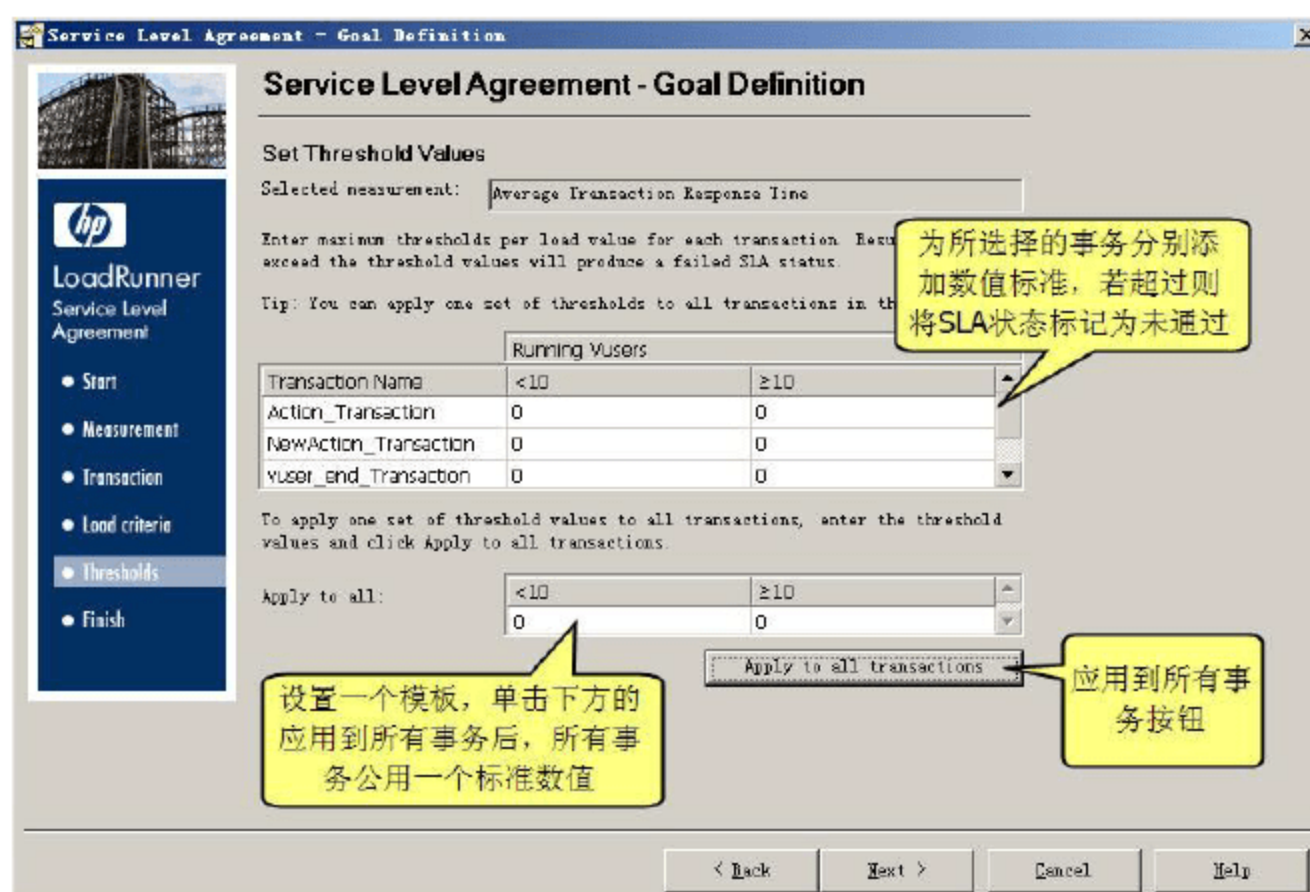 Service Level Agreement - Goal Definition
Service Level Agreement - Goal Definition
Set Threshold Values
Selected measurement: Average Transaction Response Time
Enter maximum thresholds per load value for each transaction. Resu
exceed the threshold values will produce a failed SLA status.
Tip: You can apply one set of thresholds to all transactions in th
为所选择的事务分别添
加数值标准，若超过则
将SLA状态标记为未通过
hp
LoadRunner
Service Level
Agreement
Start
Measurement
Transaction
Load criteria
Thresholds
Finish
Running Vusers
Transaction Name <10 ≥10
Action_Transaction 0 0
NewAction_Transaction 0 0
vuser_end_Transaction 0 0
To apply one set of threshold values to all transactions, enter the threshold
values and click Apply to all transactions.
Apply to all: <10 ≥10
0 0
Apply to all transactions
应用到所有事
务按钮
设置一个模板，单击下方的
应用到所有事务后，所有事
务公用一个标准数值
< Back Next > Cancel Help